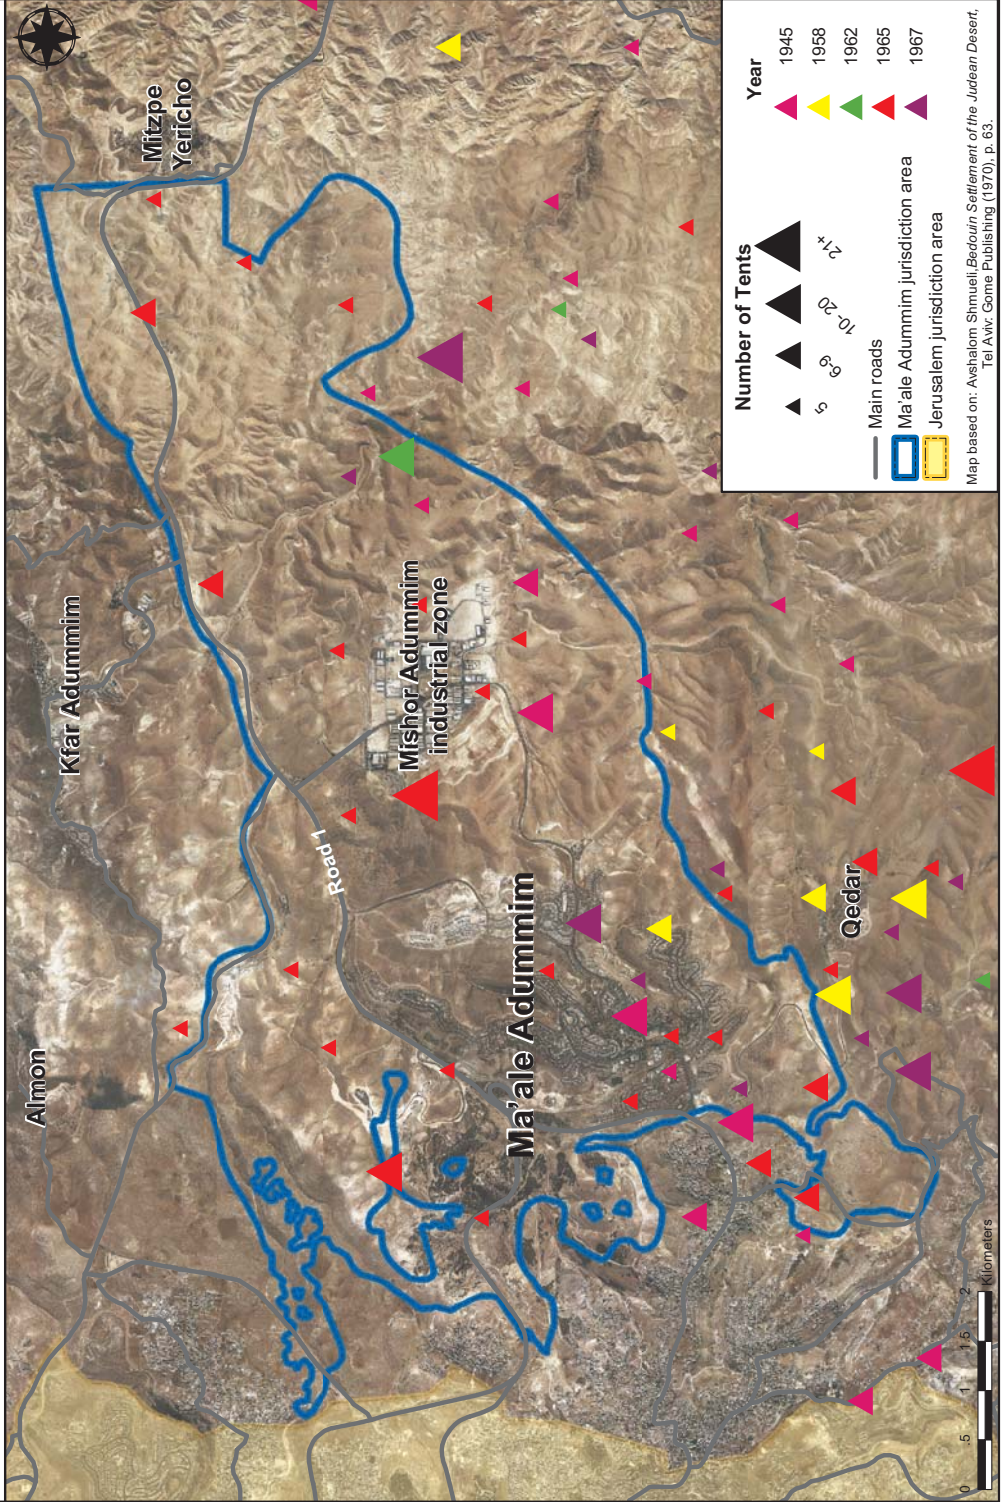 Mitzpe
Yericho
Kfar Adummim
Almon
Mishor Adummim
industrial zone
Road 1
Ma'ale Adummim
Qedar
0 .5 1 1.5 2
Kilometers
Number of Tents
5 6-9 10-20 21+
Year
1945
1958
1962
1965
1967
Main roads
Ma'ale Adummim jurisdiction area
Jerusalem jurisdiction area
Map based on: Avshalom Shmueli,Bedouin Settlement of the Judean Desert,
Tel Aviv: Gome Publishing (1970), p. 63.